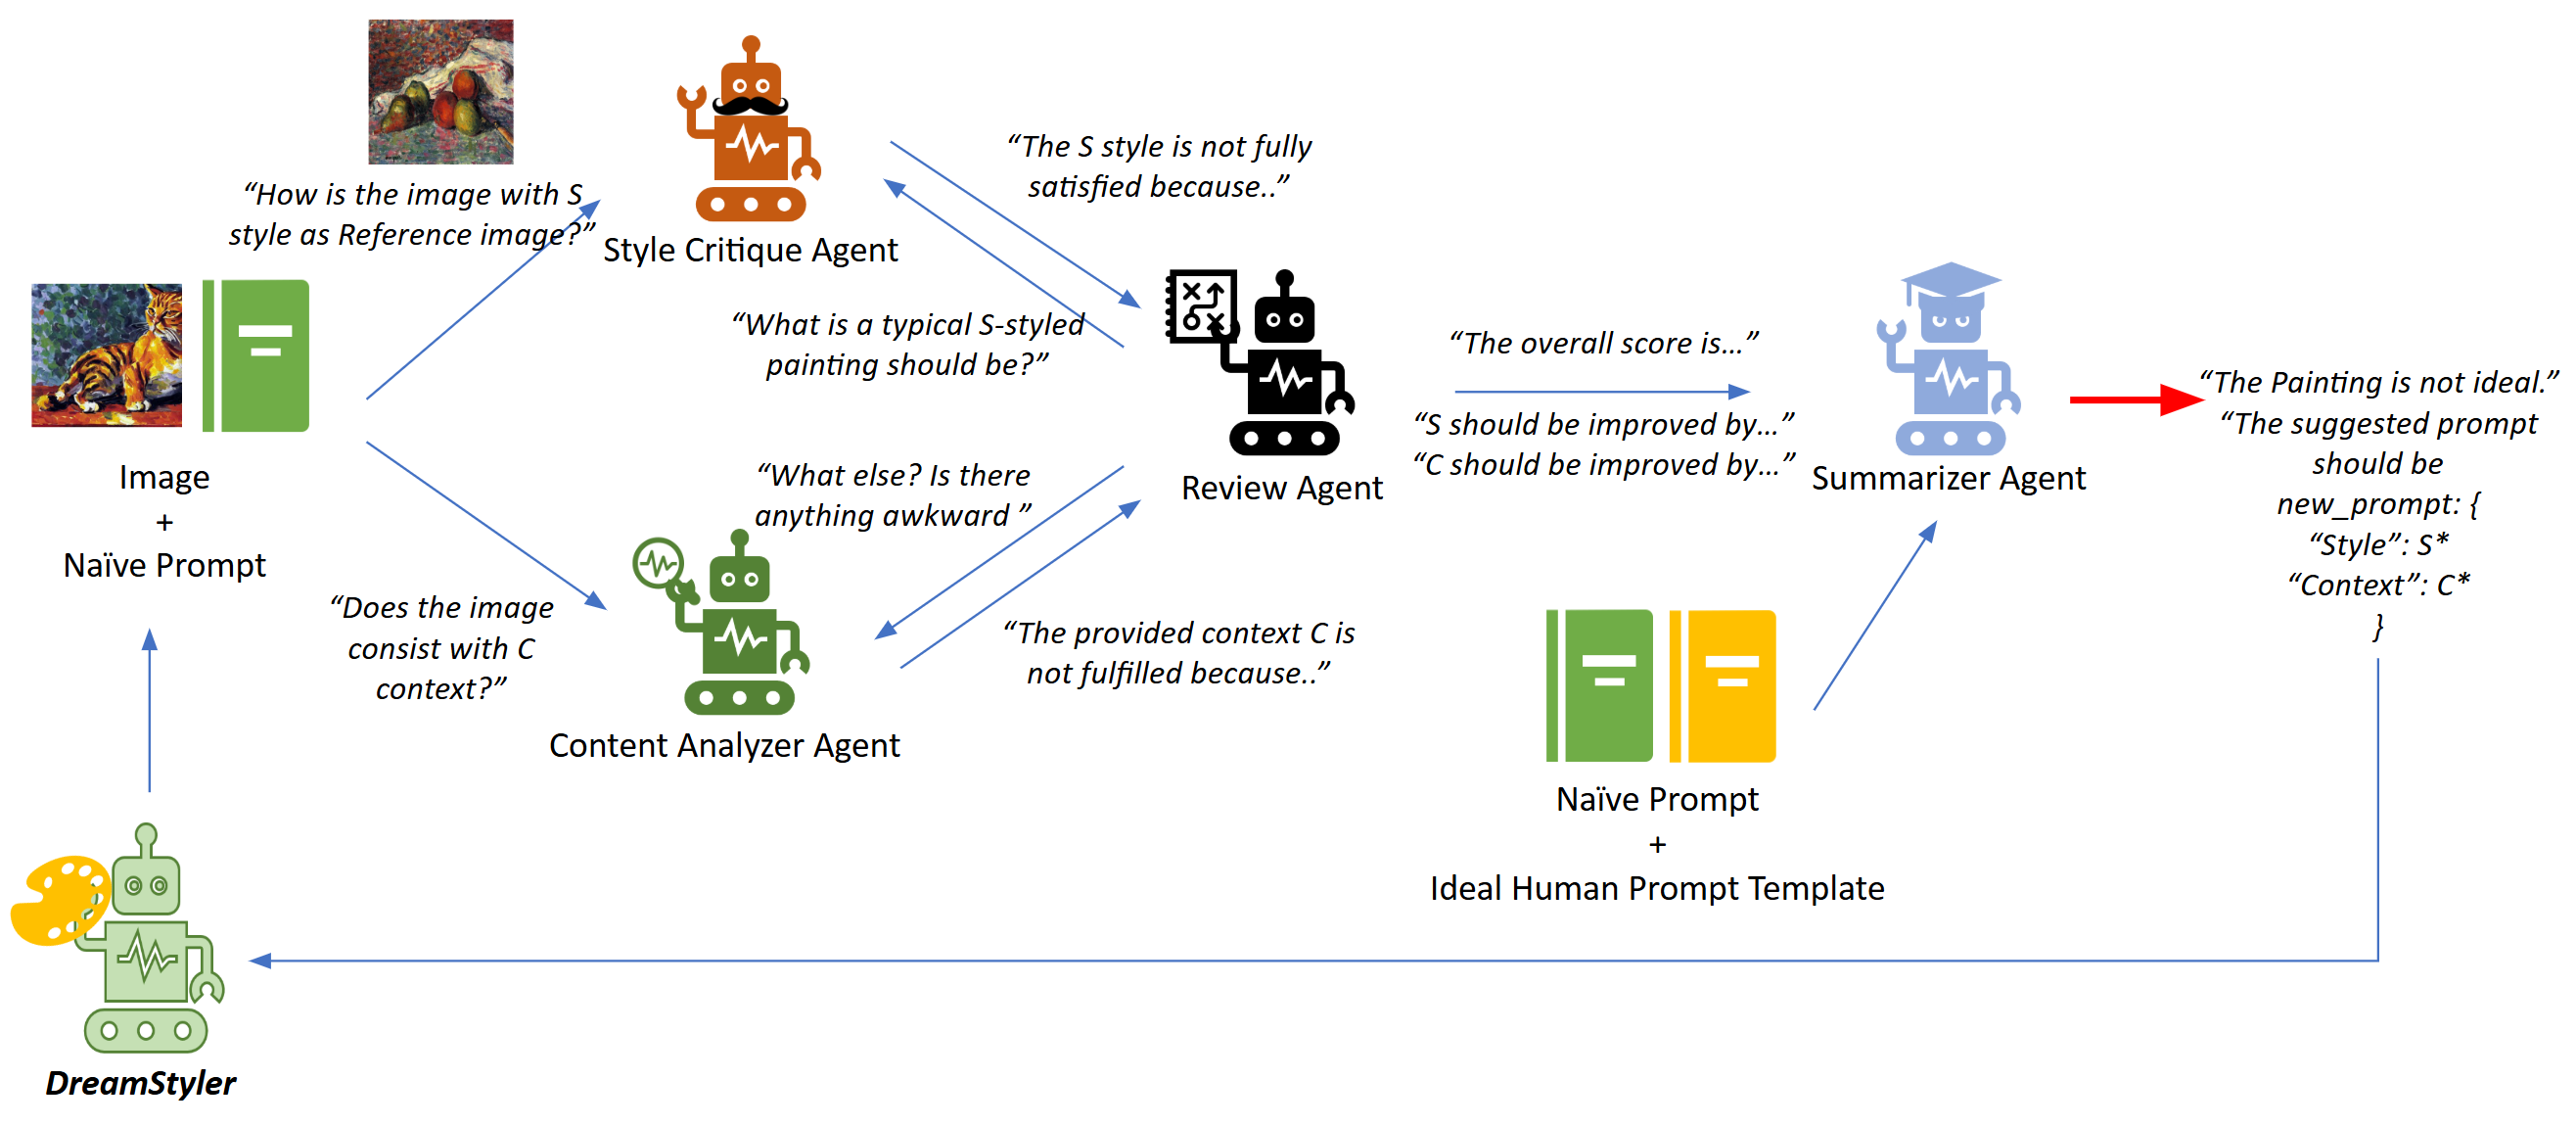 “How is the image with S
style as Reference image?”
Style Critique Agent
“The S style is not fully
satisfied because..”
“What is a typical S-styled
painting should be?”
Image
+
Naïve Prompt
“Does the image
consist with C
context?”
“What else? Is there
anything awkward ”
Content Analyzer Agent
“The provided context C is
not fulfilled because..”
Review Agent
“The overall score is…”
“S should be improved by…”
“C should be improved by…”
Summarizer Agent
Naïve Prompt
+
Ideal Human Prompt Template
“The Painting is not ideal.”
“The suggested prompt
should be
new_prompt: {
“Style”: S*
“Context”: C*
}
DreamStyler